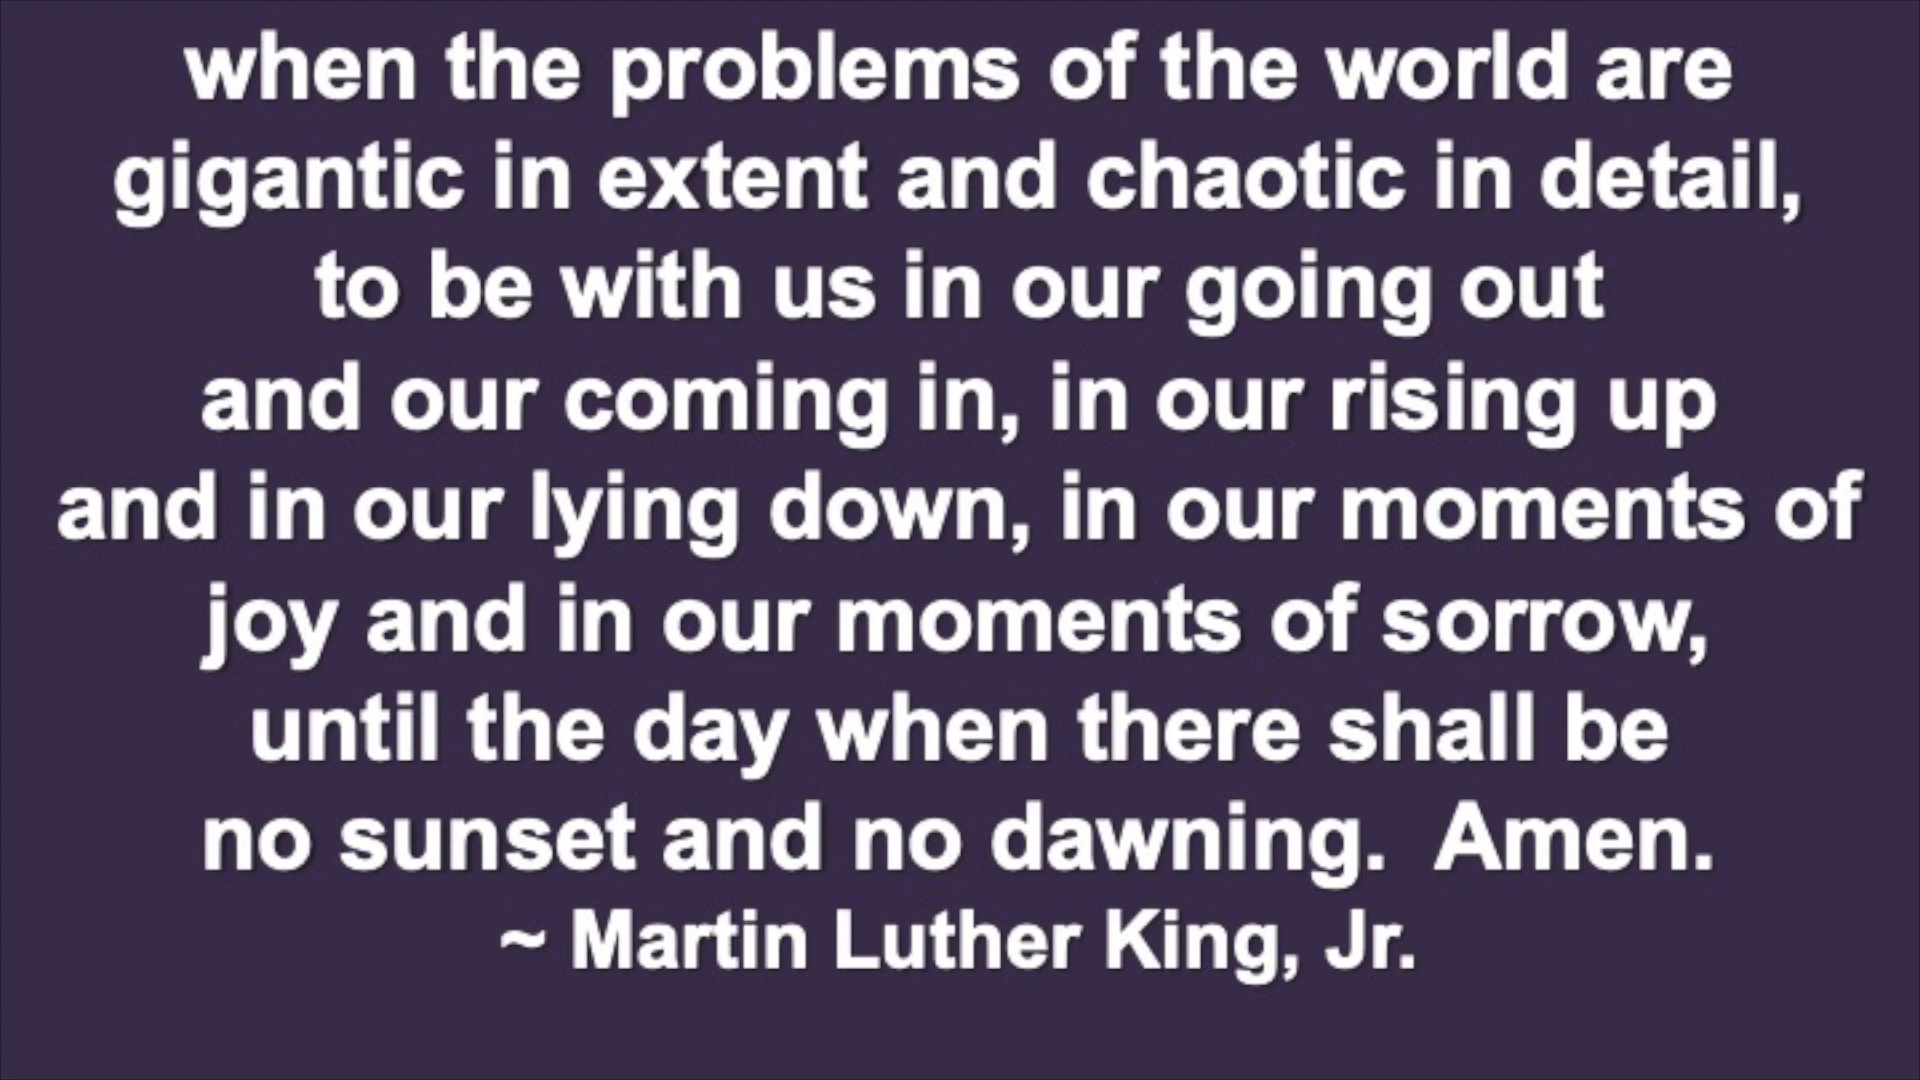 when the problems of the world are
gigantic in extent and chaotic in detail,
to be with us in our going out
and our coming in, in our rising up
and in our lying down, in our moments of
joy and in our moments of sorrow,
until the day when there shall be
no sunset and no dawning.  Amen.
~ Martin Luther King, Jr.